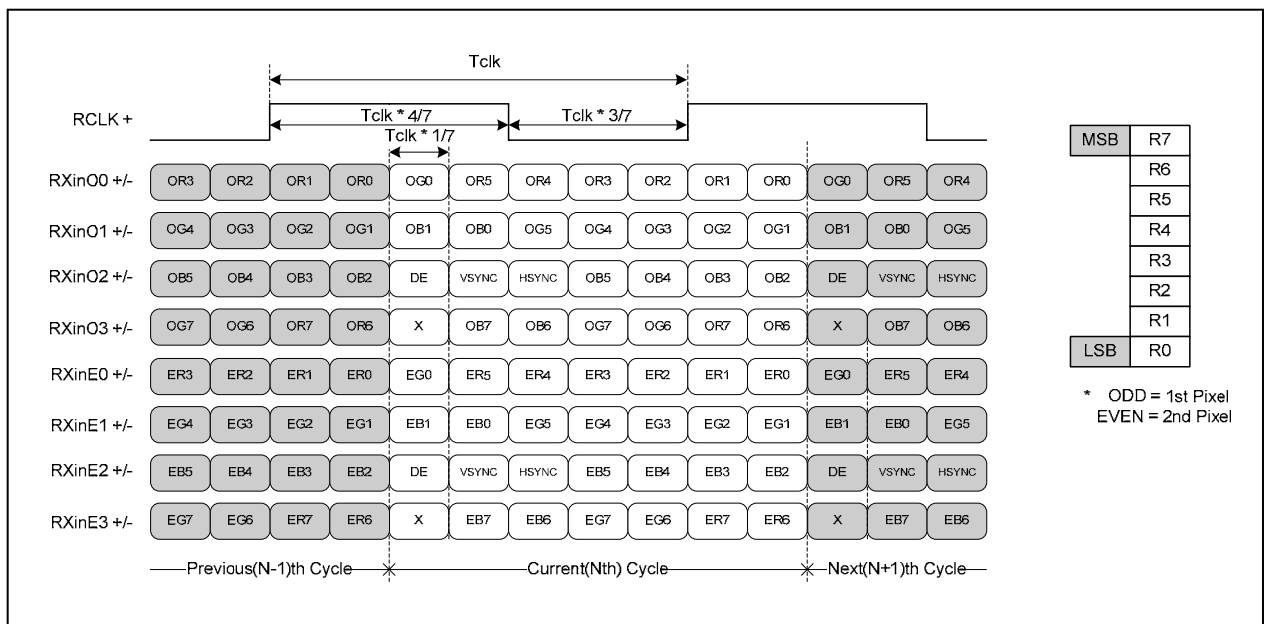 Tclk
RCLK +
Tclk * 4/7
Tclk * 3/7
Tclk * 1/7
RXinO0 +/- OR3 OR2 OR1 OR0 OG0 OR5 OR4 OR3 OR2 OR1 OR0 OG0 OR5 OR4
RXinO1 +/- OG4 OG3 OG2 OG1 OB1 OB0 OG5 OG4 OG3 OG2 OG1 OB1 OB0 OG5
RXinO2 +/- OB5 OB4 OB3 OB2 DE VSYNC HSYNC OB5 OB4 OB3 OB2 DE VSYNC HSYNC
RXinO3 +/- OG7 OG6 OR7 OR6 X OB7 OB6 OG7 OG6 OR7 OR6 X OB7 OB6
RXinE0 +/- ER3 ER2 ER1 ER0 EG0 ER5 ER4 ER3 ER2 ER1 ER0 EG0 ER5 ER4
RXinE1 +/- EG4 EG3 EG2 EG1 EB1 EB0 EG5 EG4 EG3 EG2 EG1 EB1 EB0 EG5
RXinE2 +/- EB5 EB4 EB3 EB2 DE VSYNC HSYNC EB5 EB4 EB3 EB2 DE VSYNC HSYNC
RXinE3 +/- EG7 EG6 ER7 ER6 X EB7 EB6 EG7 EG6 ER7 ER6 X EB7 EB6
Previous(N-1)th Cycle Current(Nth) Cycle Next(N+1)th Cycle
MSB R7
R6
R5
R4
R3
R2
R1
LSB R0
* ODD = 1st Pixel
EVEN = 2nd Pixel